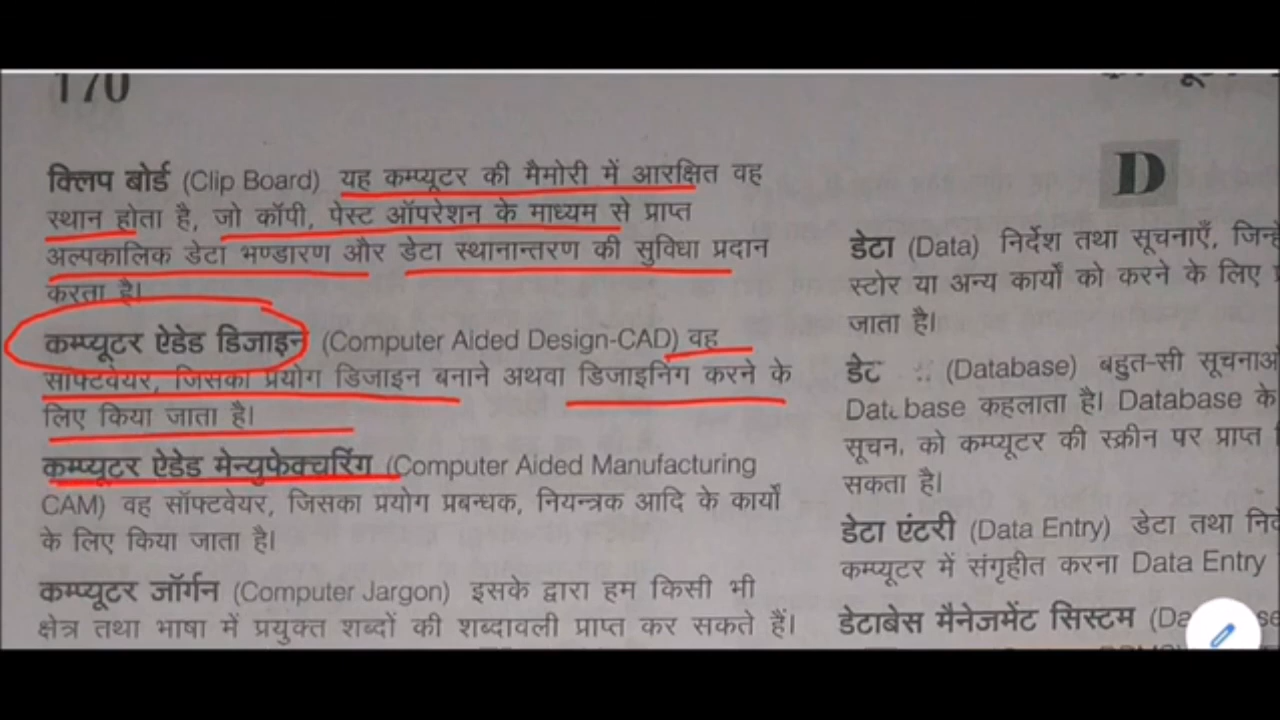 170
क्लिप बोर्ड (Clip Board) यह कम्प्यूटर की मैमोरी में आरक्षित वह
स्थान होता है, जो कॉपी, पेस्ट ऑपरेशन के माध्यम से प्राप्त
अल्पकालिक डेटा भण्डारण और डेटा स्थानान्तरण की सुविधा प्रदान
करता है।
कम्प्यूटर ऐडेड डिजाइन (Computer Aided Design-CAD) वह
सॉफ्टवेयर, जिसका प्रयोग डिजाइन बनाने अथवा डिजाइनिंग करने के
लिए किया जाता है।
कम्प्यूटर ऐडेड मेन्युफेक्चरिंग (Computer Aided Manufacturing
CAM) वह सॉफ्टवेयर, जिसका प्रयोग प्रबन्धक, नियन्त्रक आदि के कार्यों
के लिए किया जाता है।
कम्प्यूटर जॉर्गन (Computer Jargon) इसके द्वारा हम किसी भी
क्षेत्र तथा भाषा में प्रयुक्त शब्दों की शब्दावली प्राप्त कर सकते हैं।
D
डेटा (Data) निर्देश तथा सूचनाएँ,
स्टोर या अन्य कार्यों को करने के लिए
जाता है।
(Database) बहुत-सी
कहलाता है। Database के
को कम्प्यूटर की स्क्रीन पर प्राप्त
सकता है।
डेटा एंटरी (Data Entry) डेटा तथा
कम्प्यूटर में संगृहीत करना Data Entry
डेटाबेस मैनेजमेंट सिस्टम